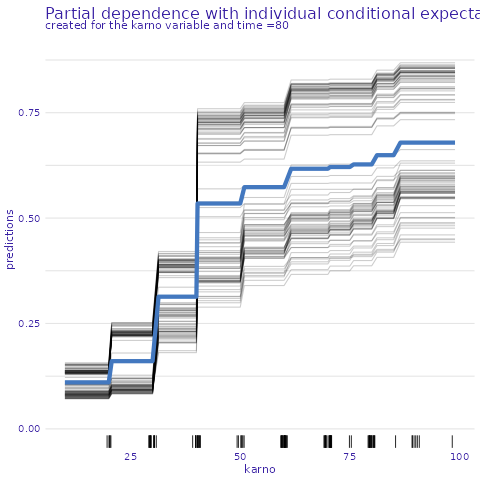 Partial dependence with individual conditional expecta
created for the karno variable and time =80
predictions
0.75
0.50
0.25
0.00
25 50 75 100
karno